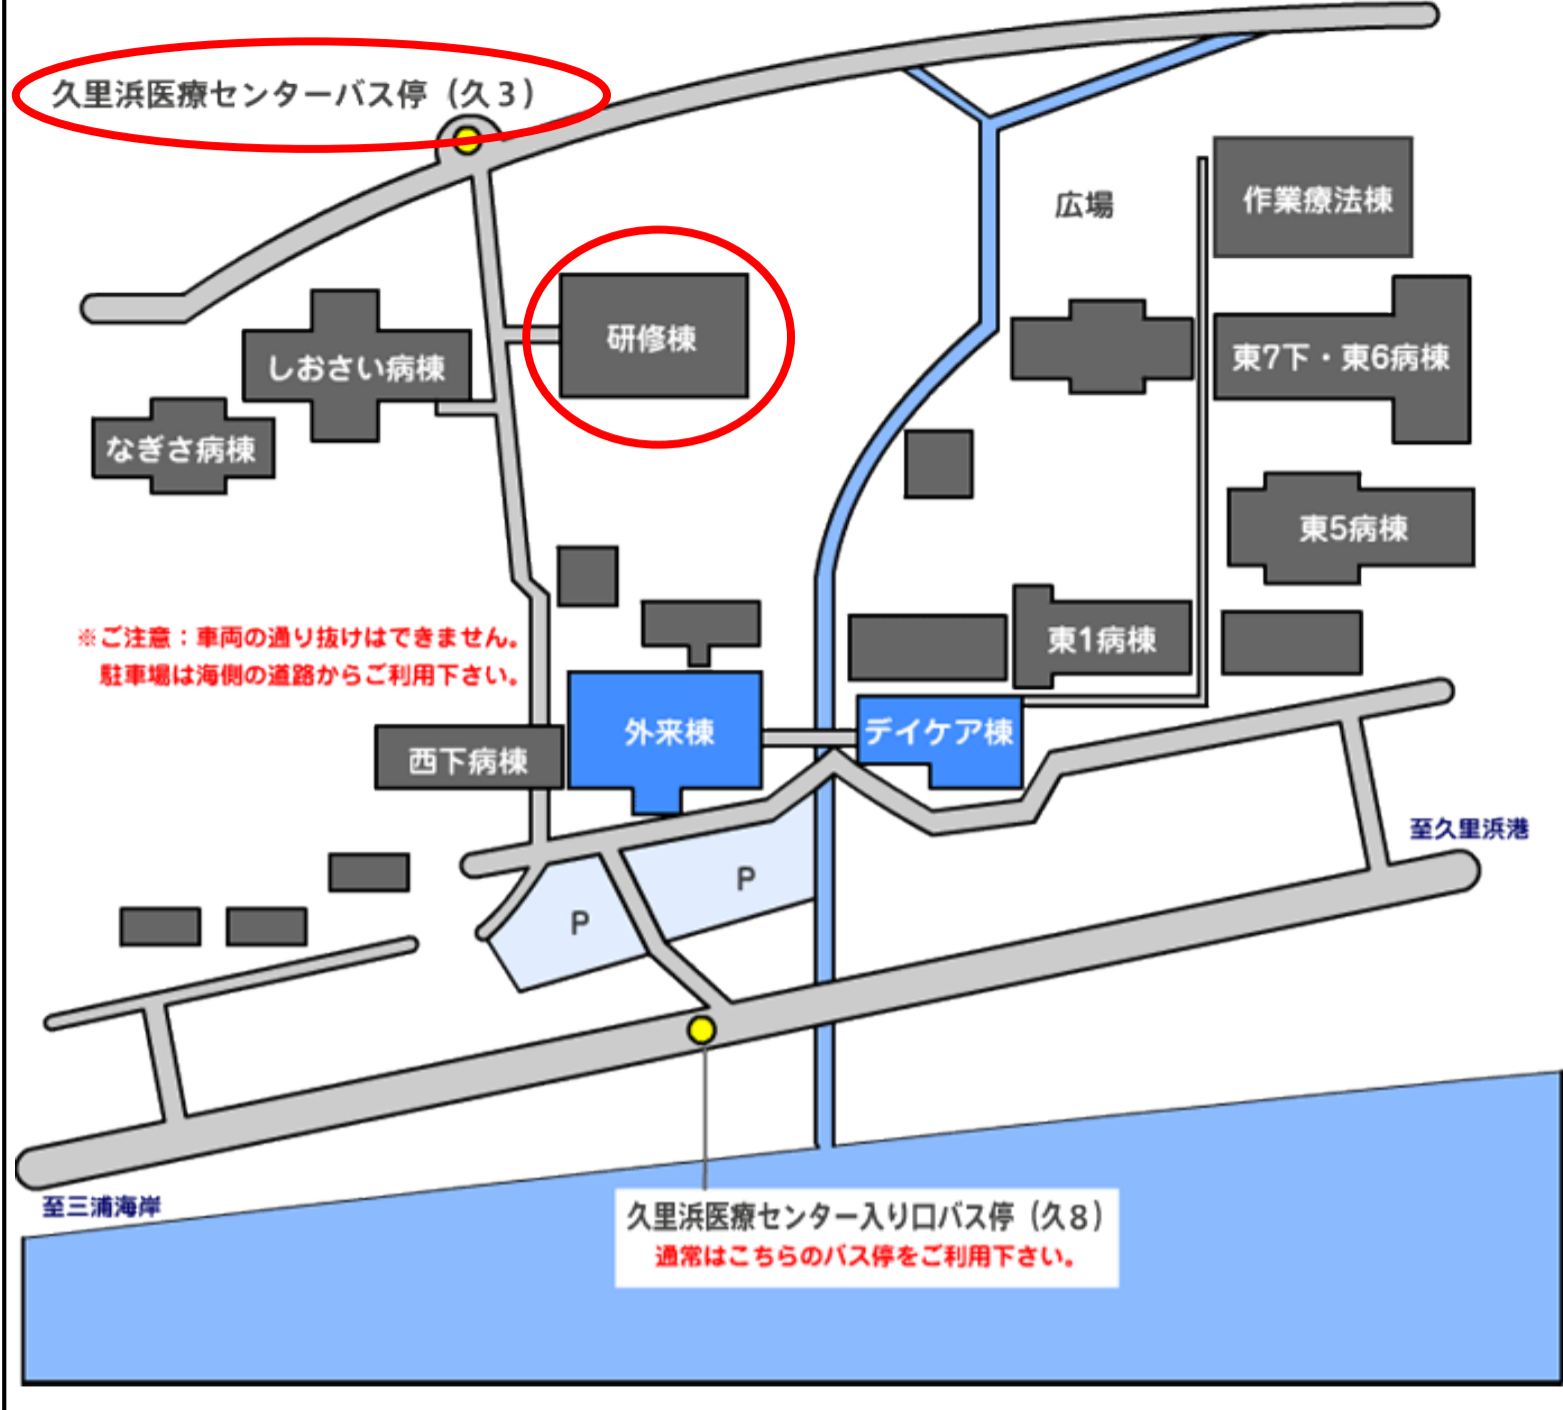 久里浜医療センターバス停（久３）
広場
作業療法棟
研修棟
しおさい病棟
東7下・東6病棟
なぎさ病棟
東5病棟
※ご注意：車両の通り抜けはできません。
駐車場は海側の道路からご利用下さい。
東1病棟
外来棟
デイケア棟
西下病棟
至久里浜港
P
P
至三浦海岸
久里浜医療センター入り口バス停（久８）
通常はこちらのバス停をご利用下さい。